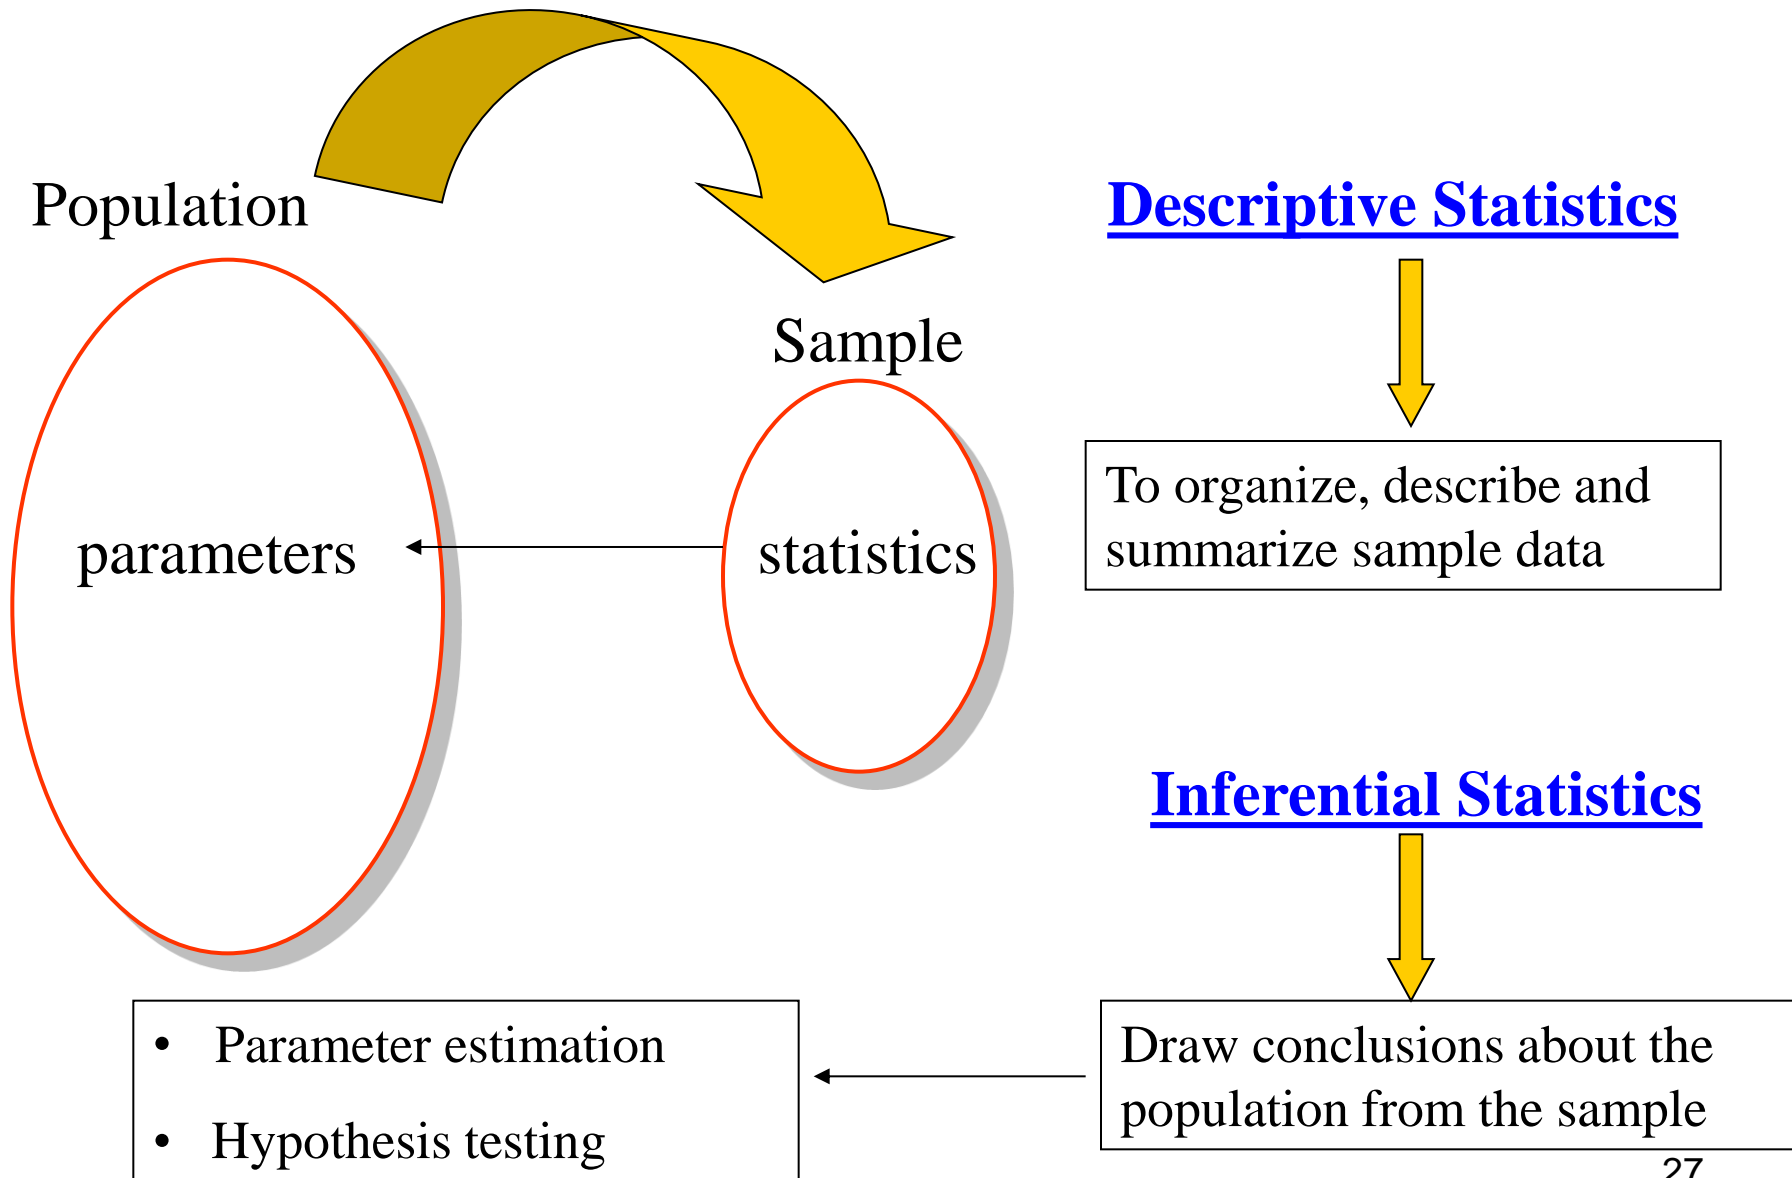 Population
Sample
parameters
statistics
Descriptive Statistics
To organize, describe and
summarize sample data
Inferential Statistics
Draw conclusions about the
population from the sample
• Parameter estimation
• Hypothesis testing
27